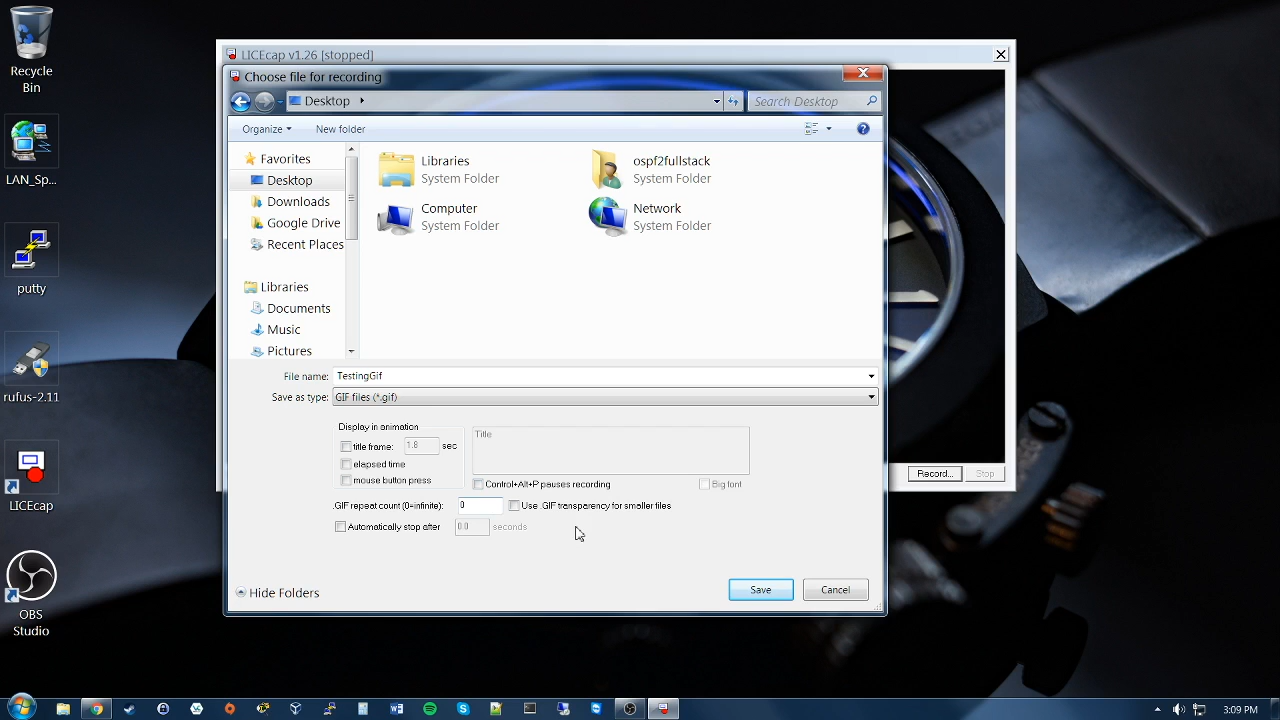 Recycle
Bin
LAN_Sp...
putty
rufus-2.11
LICEcap
OBS
Studio
LICEcap v1.26 [stopped]
Choose file for recording
Desktop
Search Desktop
Organize
New folder
Favorites
Desktop
Downloads
Google Drive
Recent Places
Libraries
Documents
Music
Pictures
Libraries
System Folder
ospf2fullstack
System Folder
Computer
System Folder
Network
System Folder
File name: TestingGif
Save as type: GIF files (*.gif)
Display in animation
title frame: 1.8 sec
elapsed time
mouse button press
Title
Control+Alt+P pauses recording
Big font
.GIF repeat count (0=infinite): 0
Use .GIF transparency for smaller files
Automatically stop after 0.0 seconds
Hide Folders
Save
Cancel
Record...
Stop
3:09 PM